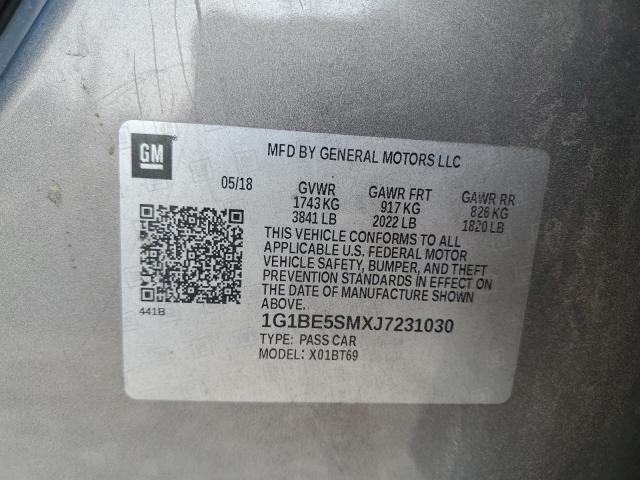 GM
MFD BY GENERAL MOTORS LLC
05/18 GVWR GAWR FRT GAWR RR
1743 KG 917 KG 826 KG
3841 LB 2022 LB 1820 LB
THIS VEHICLE CONFORMS TO ALL
APPLICABLE U.S. FEDERAL MOTOR
VEHICLE SAFETY, BUMPER, AND THEFT
PREVENTION STANDARDS IN EFFECT ON
THE DATE OF MANUFACTURE SHOWN
ABOVE.
441B
1G1BE5SMXJ7231030
TYPE: PASS CAR
MODEL: X01BT69